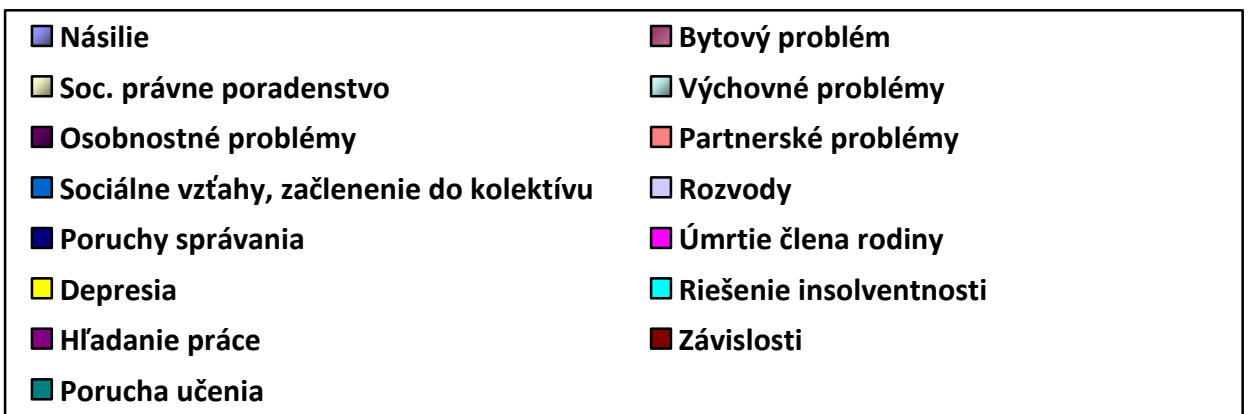 Násilie
Bytový problém
Soc. právne poradenstvo
Výchovné problémy
Osobnostné problémy
Partnerské problémy
Sociálne vzťahy, začlenenie do kolektívu
Rozvody
Poruchy správania
Úmrtie člena rodiny
Depresia
Riešenie insolventnosti
Hľadanie práce
Závislosti
Porucha učenia